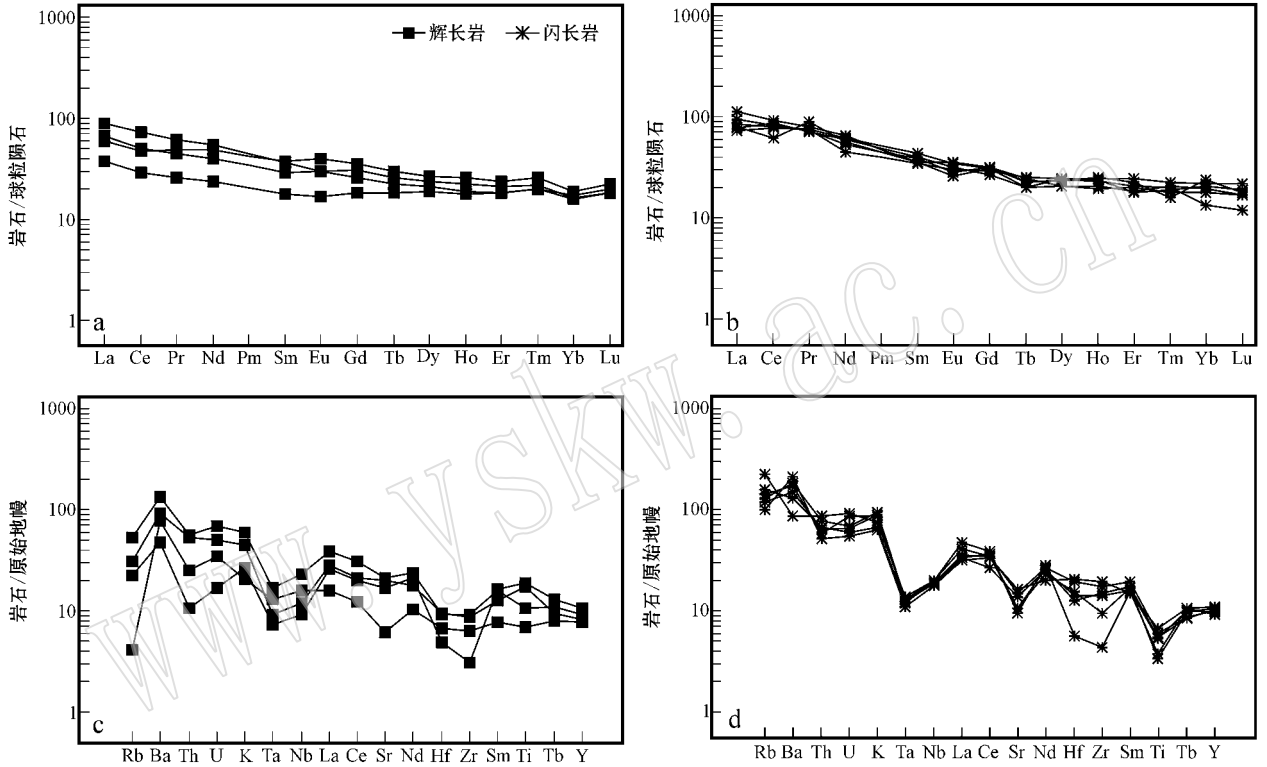 1000
100
10
1
岩石/球粒陨石
辉长岩 闪长岩
a
La Ce Pr Nd Pm Sm Eu Gd Tb Dy Ho Er Tm Yb Lu
1000
100
10
1
岩石/球粒陨石
b
La Ce Pr Nd Pm Sm Eu Gd Tb Dy Ho Er Tm Yb Lu
1000
100
10
1
岩石/原始地幔
c
Rb Ba Th U K Ta Nb La Ce Sr Nd Hf Zr Sm Ti Tb Y
1000
100
10
1
岩石/原始地幔
d
Rb Ba Th U K Ta Nb La Ce Sr Nd Hf Zr Sm Ti Tb Y
www.yskw.ac.cn